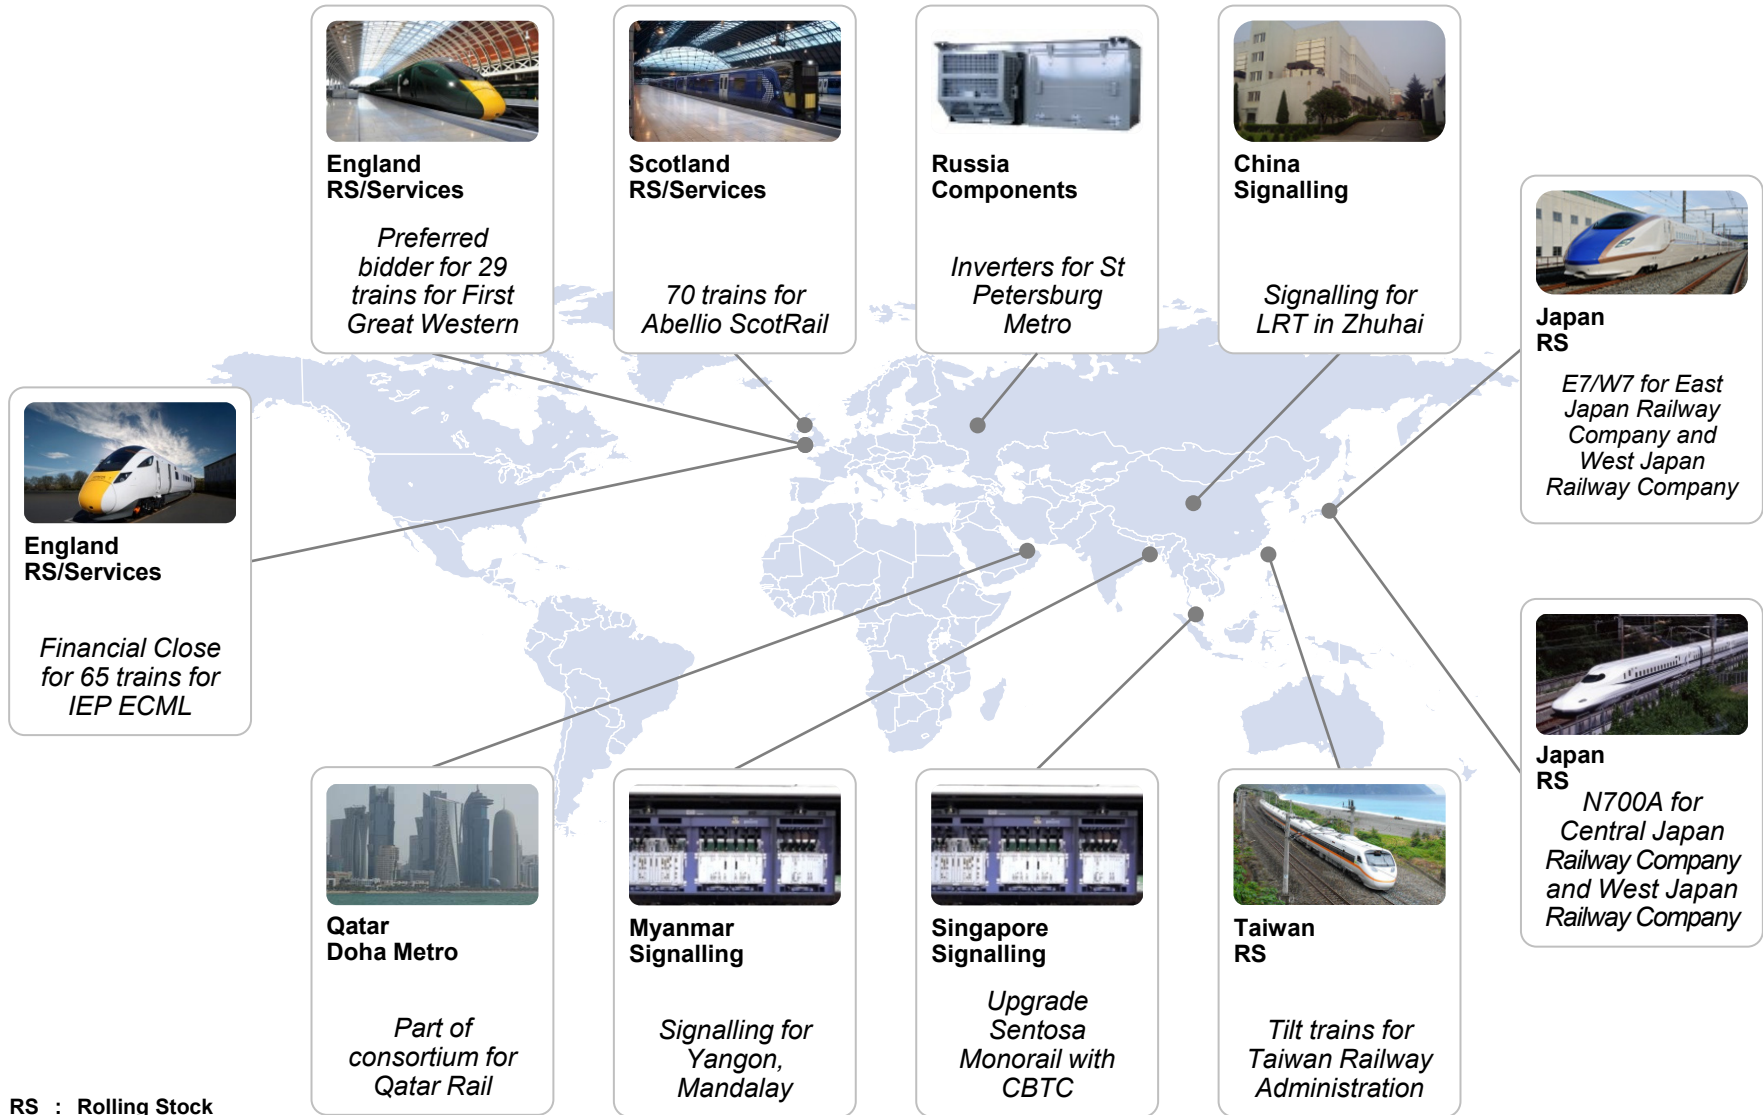 England
RS/Services
Preferred
bidder for 29
trains for First
Great Western
Scotland
RS/Services
70 trains for
Abellio ScotRail
Russia
Components
Inverters for St
Petersburg
Metro
China
Signalling
Signalling for
LRT in Zhuhai
Japan
RS
E7/W7 for East
Japan Railway
Company and
West Japan
Railway Company
England
RS/Services
Financial Close
for 65 trains for
IEP ECML
Japan
RS
N700A for
Central Japan
Railway Company
and West Japan
Railway Company
Qatar
Doha Metro
Part of
consortium for
Qatar Rail
Myanmar
Signalling
Signalling for
Yangon,
Mandalay
Singapore
Signalling
Upgrade
Sentosa
Monorail with
CBTC
Taiwan
RS
Tilt trains for
Taiwan Railway
Administration
RS : Rolling Stock